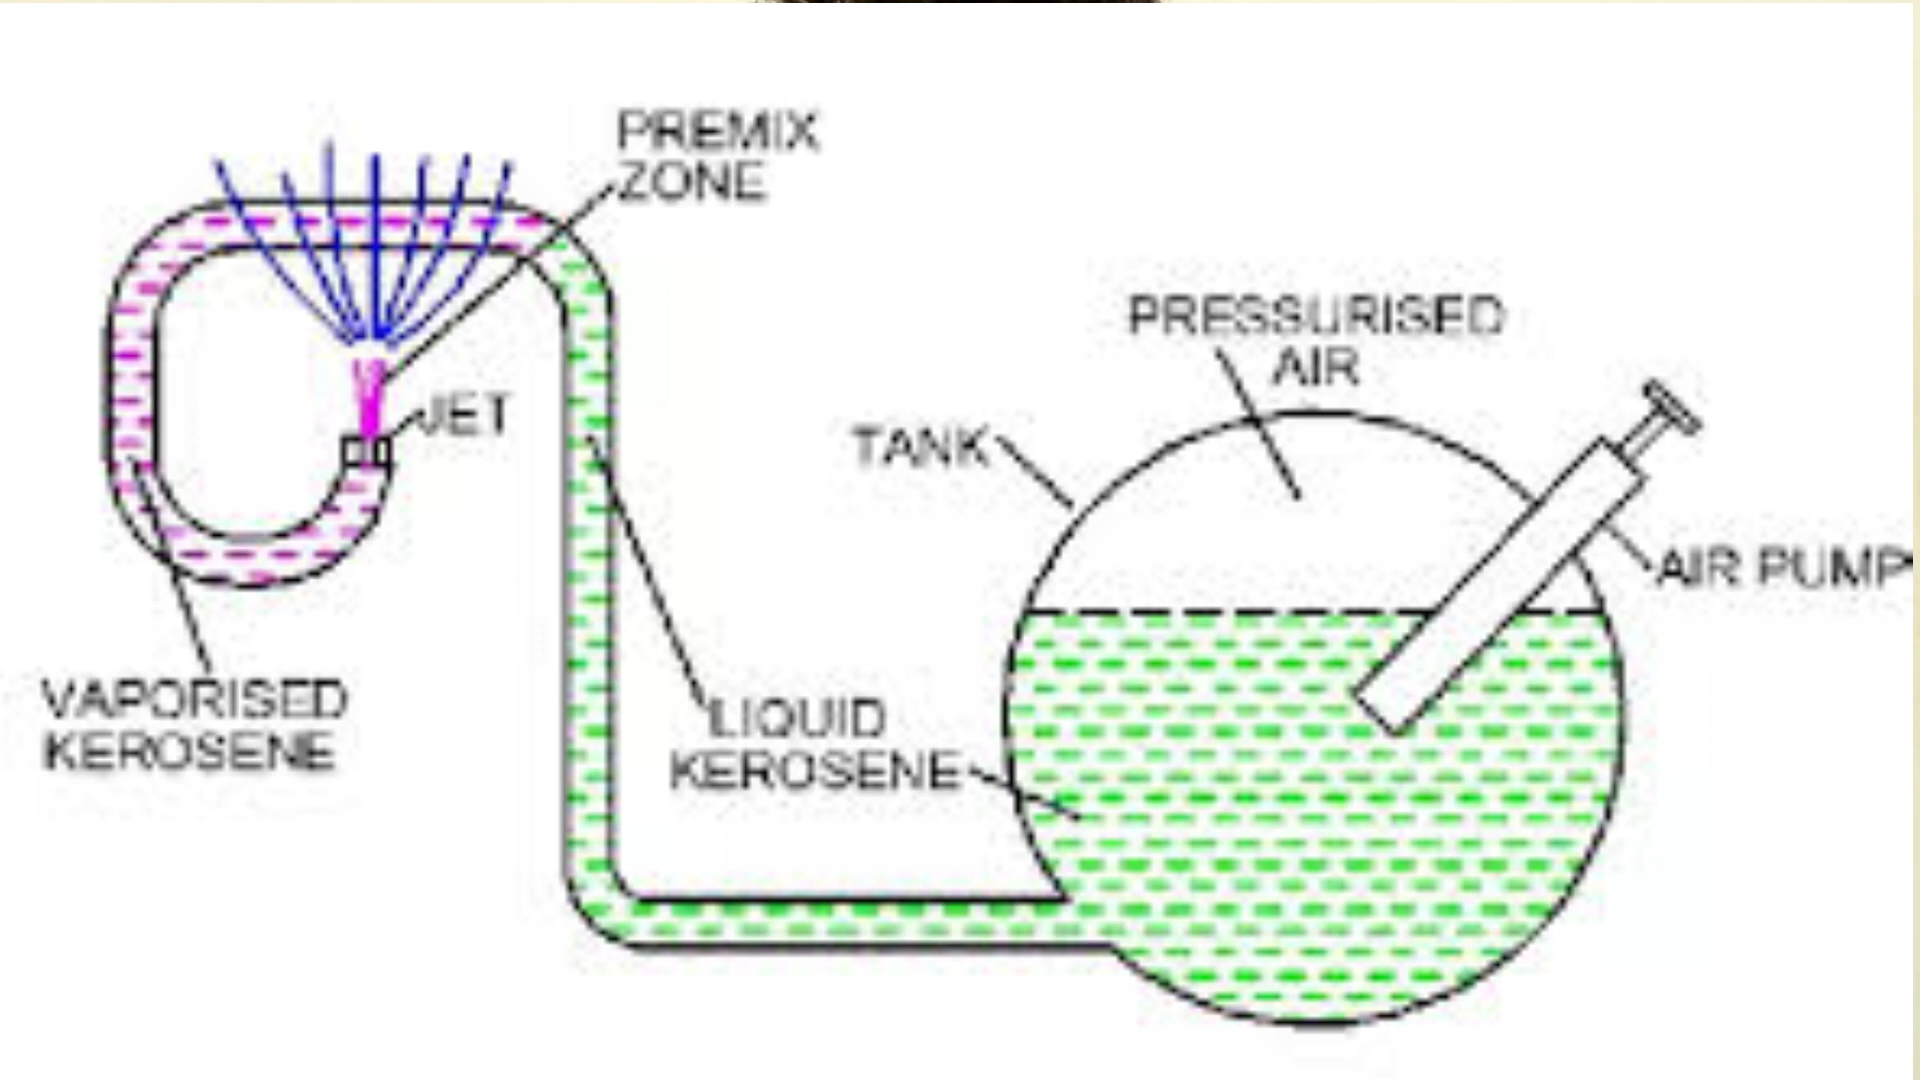 PREMIX
ZONE
JET
PRESSURISED
AIR
TANK
AIR PUMP
VAPORISED
KEROSENE
LIQUID
KEROSENE